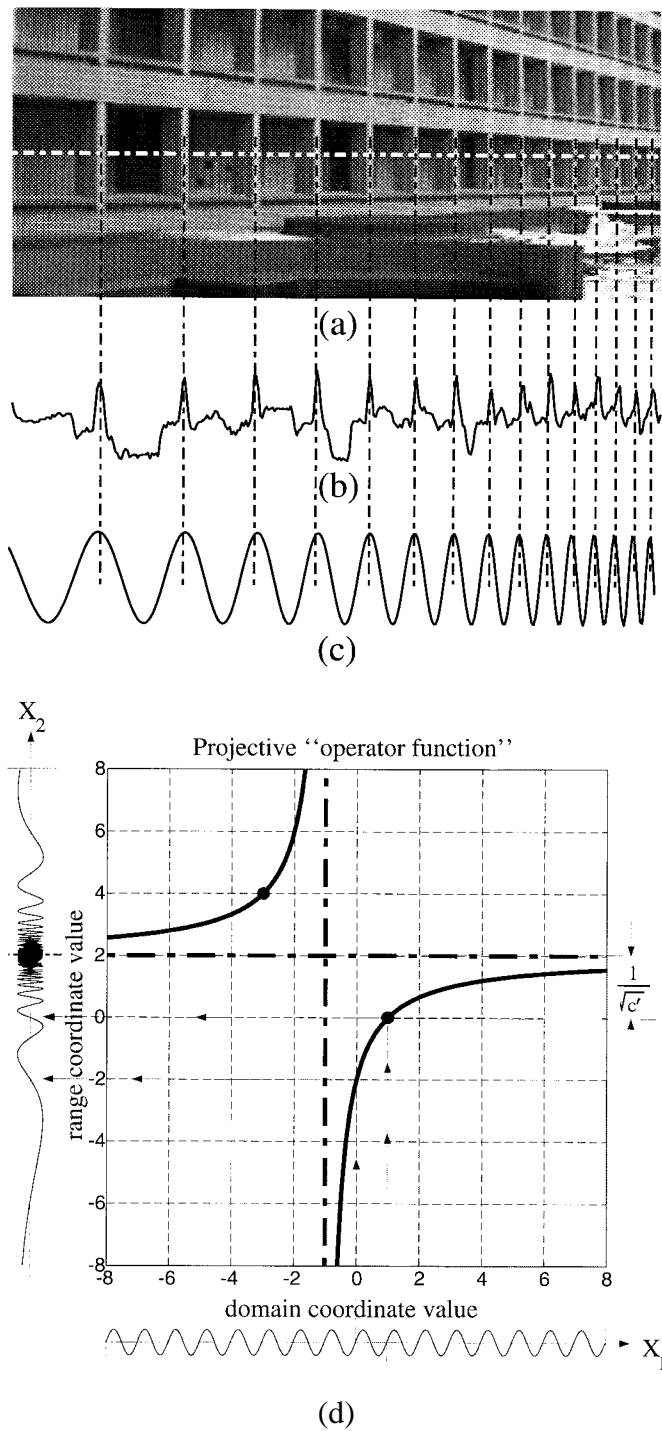 (a)
(b)
(c)
X2
Projective ‘‘operator function’’
8
6
4
2
0
-2
-4
-6
-8
range coordinate value
1
√c'
-8 -6 -4 -2 0 2 4 6 8
domain coordinate value
X1
(d)